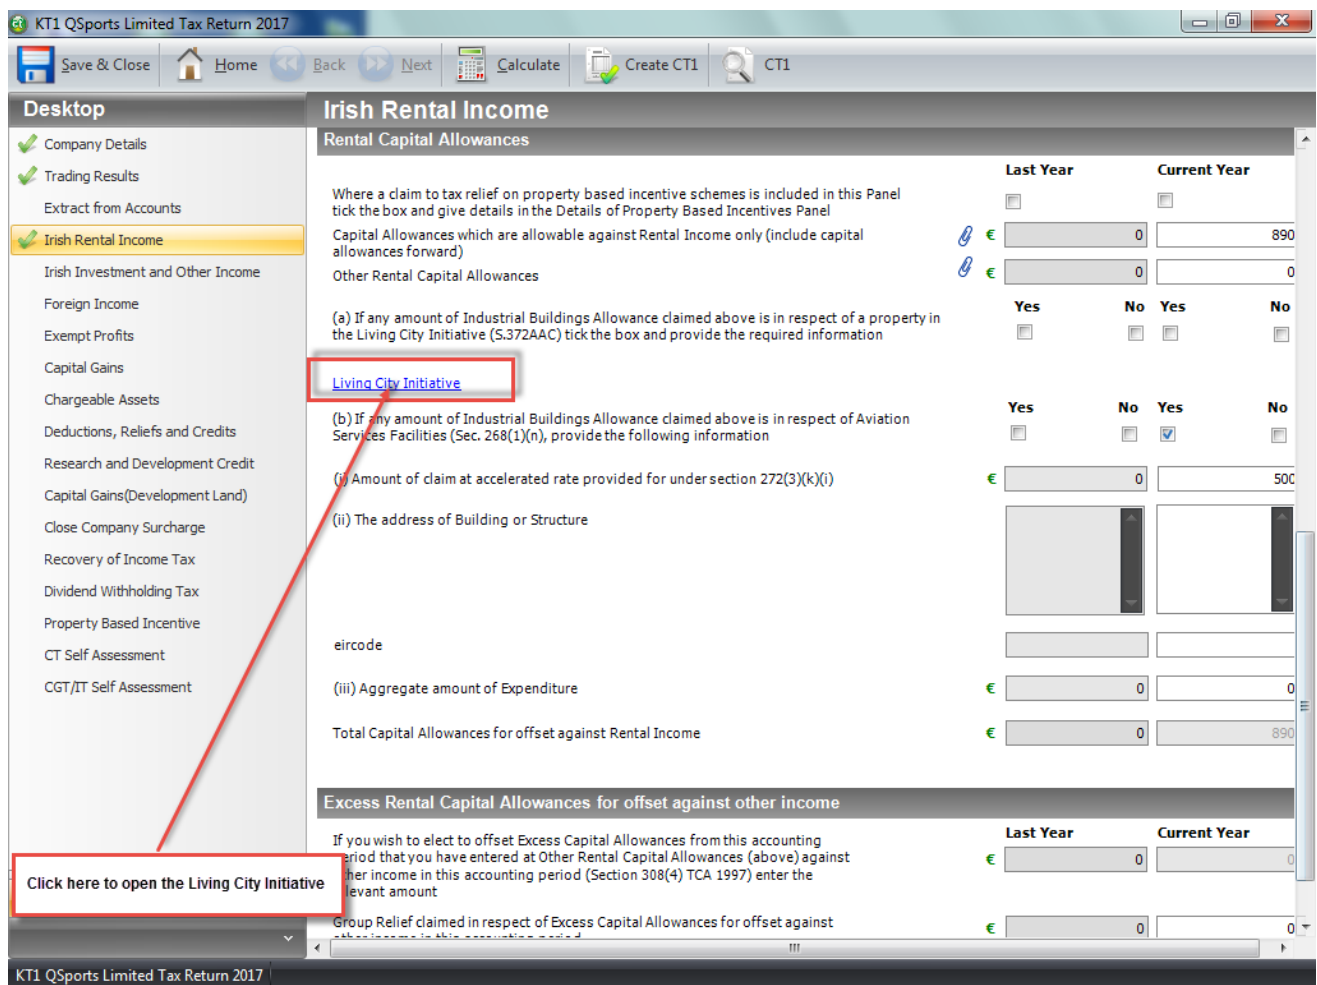 KT1 QSports Limited Tax Return 2017
Save & Close Home Back Next Calculate Create CT1 CT1
Desktop
Company Details
Trading Results
Extract from Accounts
Irish Rental Income
Irish Investment and Other Income
Foreign Income
Exempt Profits
Capital Gains
Chargeable Assets
Deductions, Reliefs and Credits
Research and Development Credit
Capital Gains(Development Land)
Close Company Surcharge
Recovery of Income Tax
Dividend Withholding Tax
Property Based Incentive
CT Self Assessment
CGT/IT Self Assessment
Irish Rental Income
Rental Capital Allowances
Last Year Current Year
Where a claim to tax relief on property based incentive schemes is included in this Panel
tick the box and give details in the Details of Property Based Incentives Panel
Capital Allowances which are allowable against Rental Income only (include capital
allowances forward)
€ 0 890
Other Rental Capital Allowances € 0 0
Yes No Yes No
(a) If any amount of Industrial Buildings Allowance claimed above is in respect of a property in
the Living City Initiative (S.372AAC) tick the box and provide the required information
Living City Initiative
Yes No Yes No
(b) If any amount of Industrial Buildings Allowance claimed above is in respect of Aviation
Services Facilities (Sec. 268(1)(n), provide the following information
(i) Amount of claim at accelerated rate provided for under section 272(3)(k)(i) € 0 500
(ii) The address of Building or Structure
eircode
(iii) Aggregate amount of Expenditure € 0 0
Total Capital Allowances for offset against Rental Income € 0 890
Excess Rental Capital Allowances for offset against other income
Last Year Current Year
If you wish to elect to offset Excess Capital Allowances from this accounting
period that you have entered at Other Rental Capital Allowances (above) against
other income in this accounting period (Section 308(4) TCA 1997) enter the
relevant amount
€ 0 0
Group Relief claimed in respect of Excess Capital Allowances for offset against
other income in this accounting period
€ 0 0
Click here to open the Living City Initiative
KT1 QSports Limited Tax Return 2017